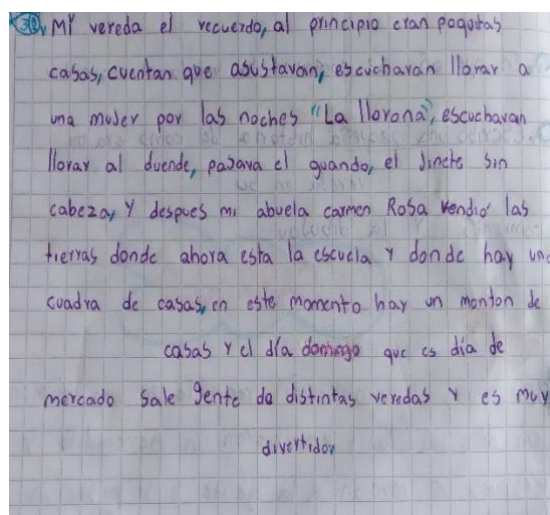 30. MY vereda el recuerdo, al principio eran poquitas
casas, cuentan que asustavan, escuchavan llorar a
una mujer por las noches "La llorona", escuchavan
llorar al duende, pasava el guando, el jinete sin
cabeza, y despues mi abuela carmen Rosa vendió las
tierras donde ahora esta la escuela y donde hay una
cuadra de casas, en este momento hay un monton de
casas y el día domingo que es día de
mercado sale gente de distintas veredas y es muy
divertido,